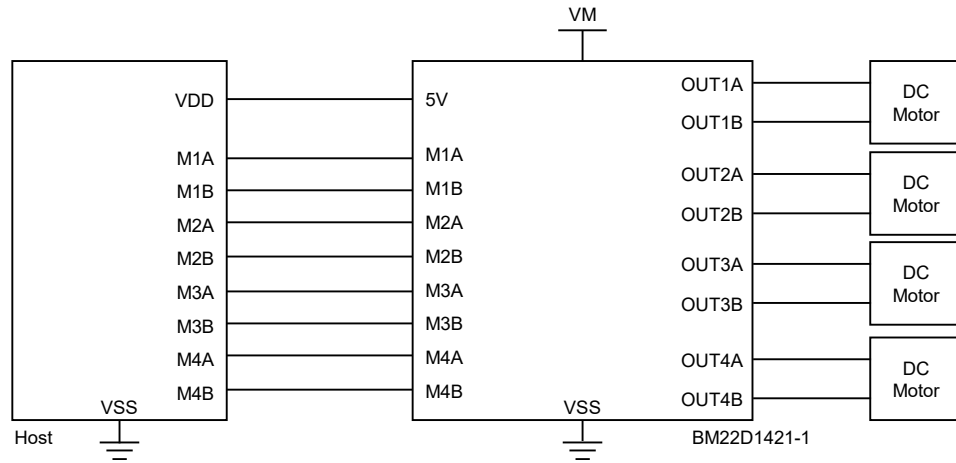 VM
VDD
M1A
M1B
M2A
M2B
M3A
M3B
M4A
M4B
VSS
Host
5V
M1A
M1B
M2A
M2B
M3A
M3B
M4A
M4B
VSS
OUT1A
OUT1B
OUT2A
OUT2B
OUT3A
OUT3B
OUT4A
OUT4B
BM22D1421-1
DC
Motor
DC
Motor
DC
Motor
DC
Motor